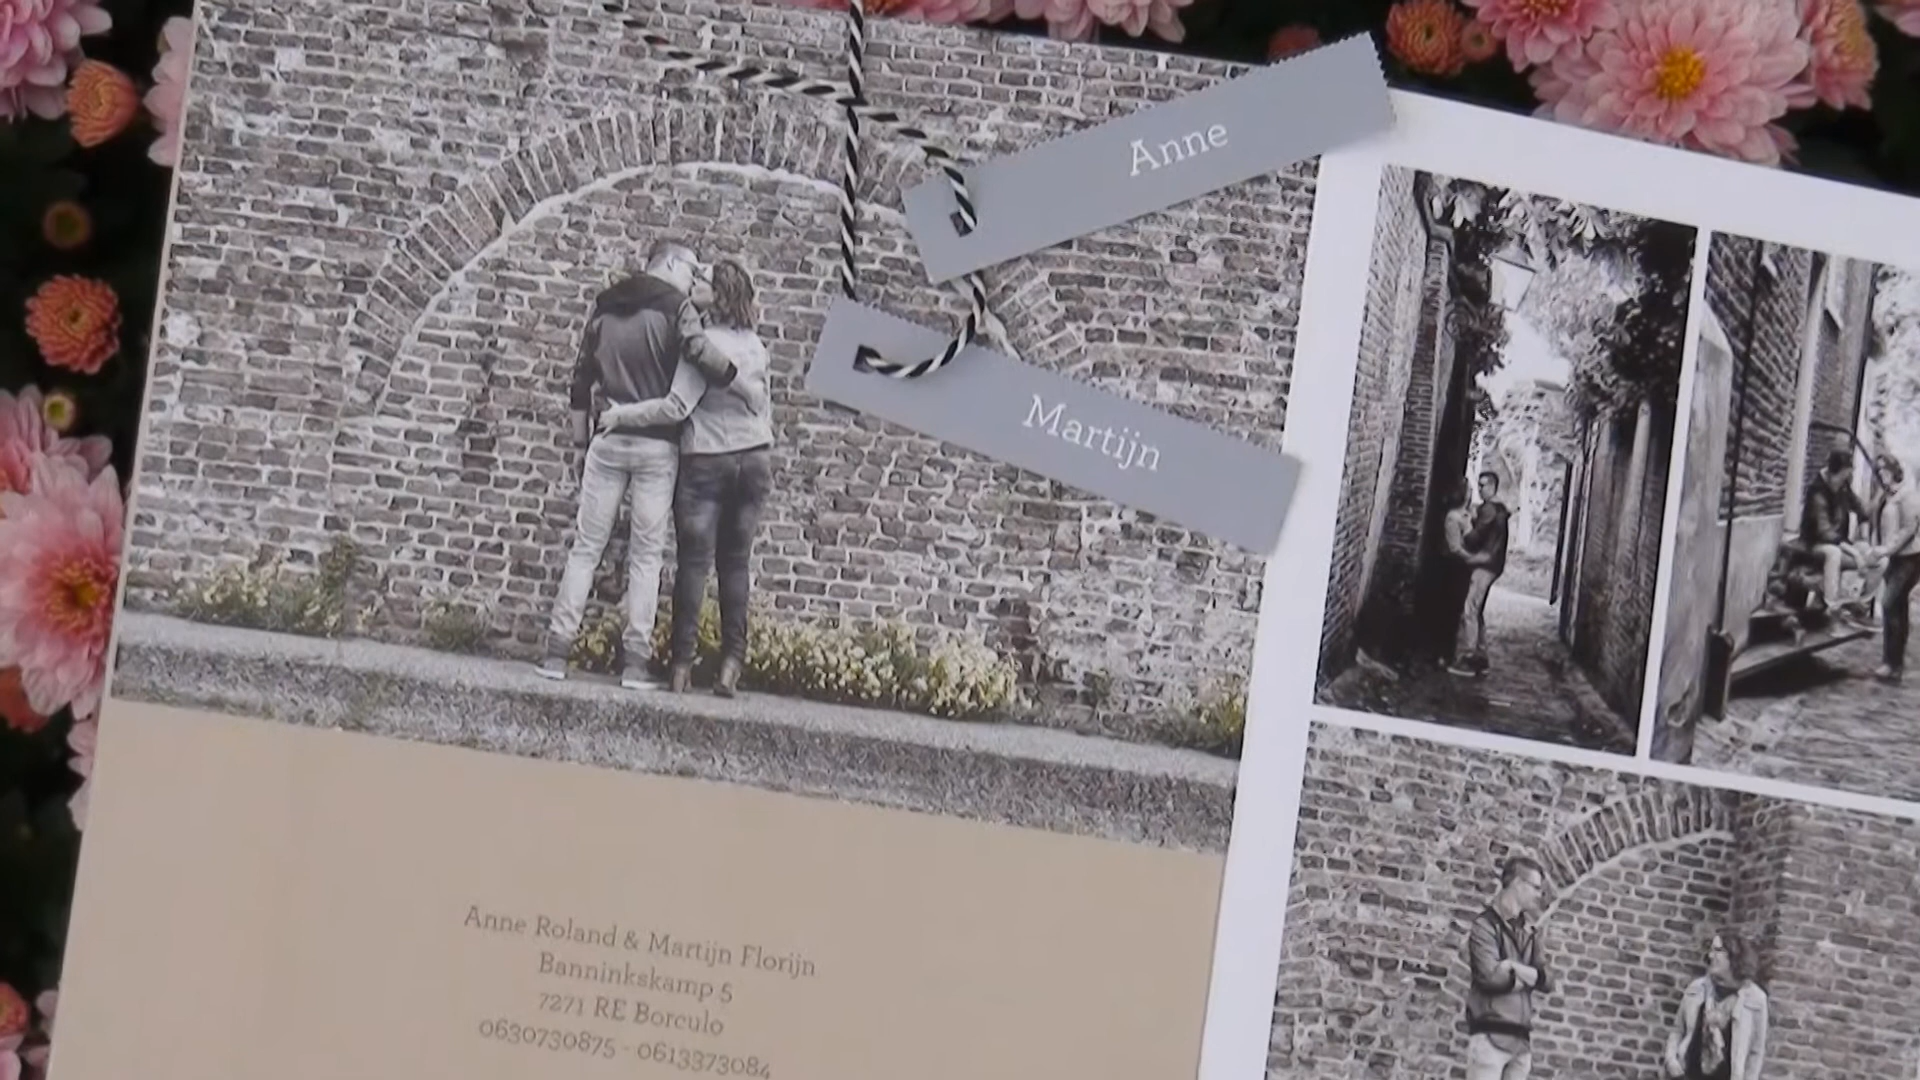 Anne
Martijn
Anne Roland & Martijn Florijn
Banninkskamp 5
7271 RE Borculo
0630730875 - 0613373084